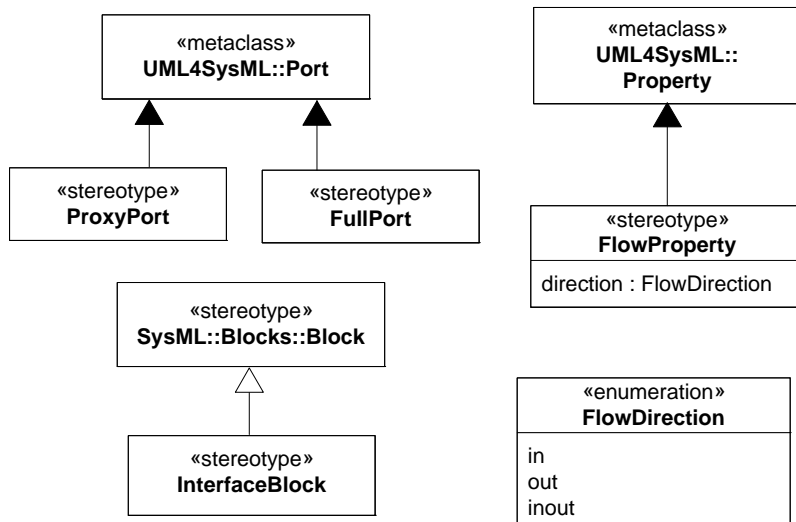 «metaclass»
UML4SysML::Port
«metaclass»
UML4SysML::
Property
«stereotype»
ProxyPort
«stereotype»
FullPort
«stereotype»
FlowProperty
direction : FlowDirection
«stereotype»
SysML::Blocks::Block
«stereotype»
InterfaceBlock
«enumeration»
FlowDirection
in
out
inout